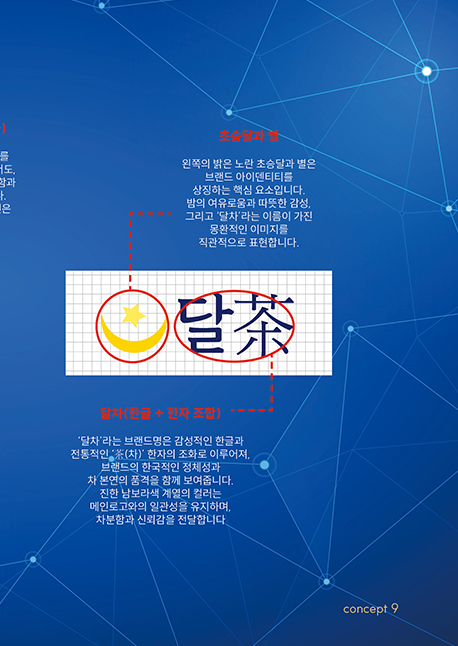 초승달과 별
왼쪽의 밝은 노란 초승달과 별은
브랜드 아이덴티티를
상징하는 핵심 요소입니다.
밤의 여유로움과 따뜻한 감성,
그리고 '달차'라는 이름이 가진
몽환적인 이미지를
직관적으로 표현합니다.
달茶
달차(한글 + 한자 조합)
'달차'라는 브랜드명은 감성적인 한글과
전통적인 '茶(차)' 한자의 조화로 이루어져,
브랜드의 한국적인 정체성과
차 본연의 품격을 함께 보여줍니다.
진한 남보라색 계열의 컬러는
메인로고와의 일관성을 유지하며,
차분함과 신뢰감을 전달합니다
concept 9